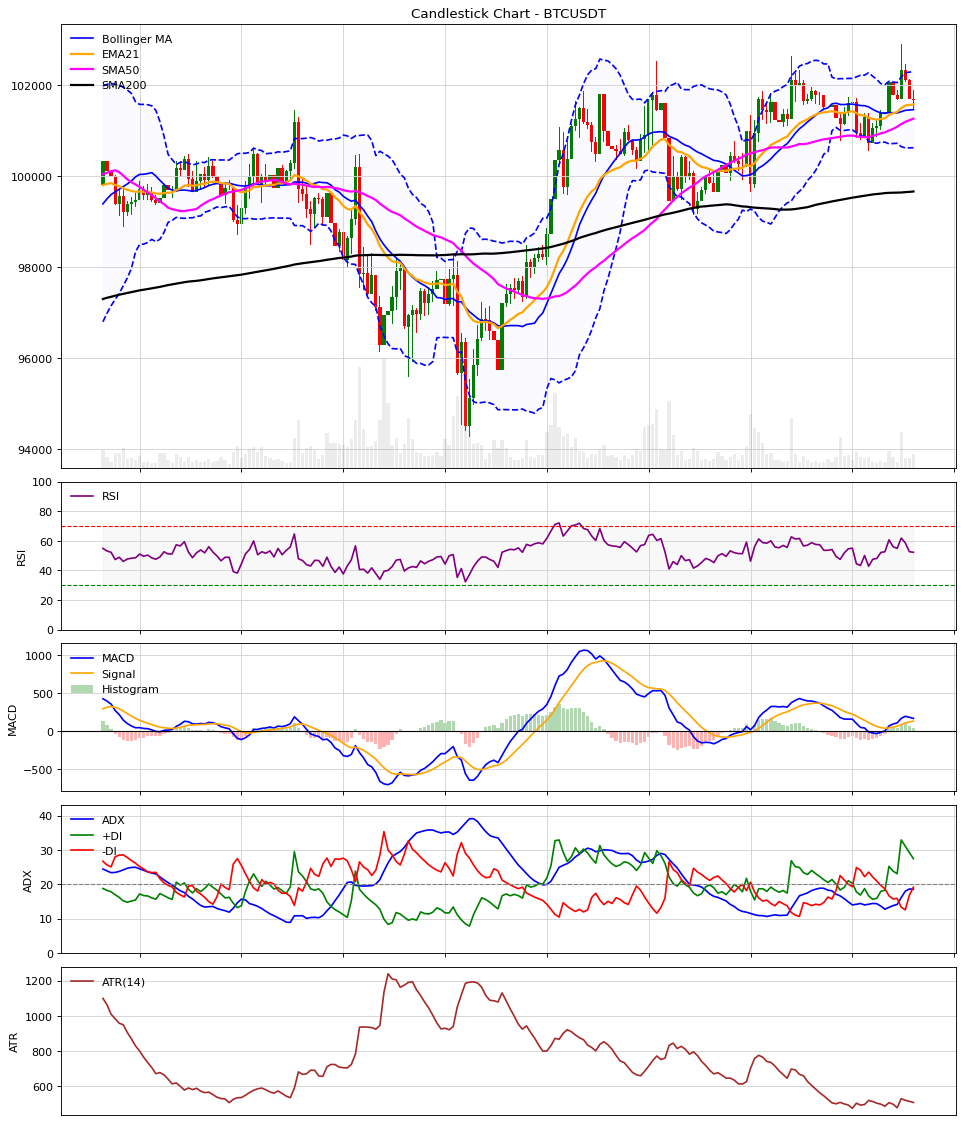 Candlestick Chart - BTCUSDT
Bollinger MA
EMA21
SMA50
SMA200
102000
100000
98000
96000
94000
RSI
100
80
60
40
20
0
RSI
MACD
Signal
Histogram
1000
500
0
−500
MACD
ADX
+DI
-DI
40
30
20
10
0
ADX
ATR(14)
1200
1000
800
600
ATR